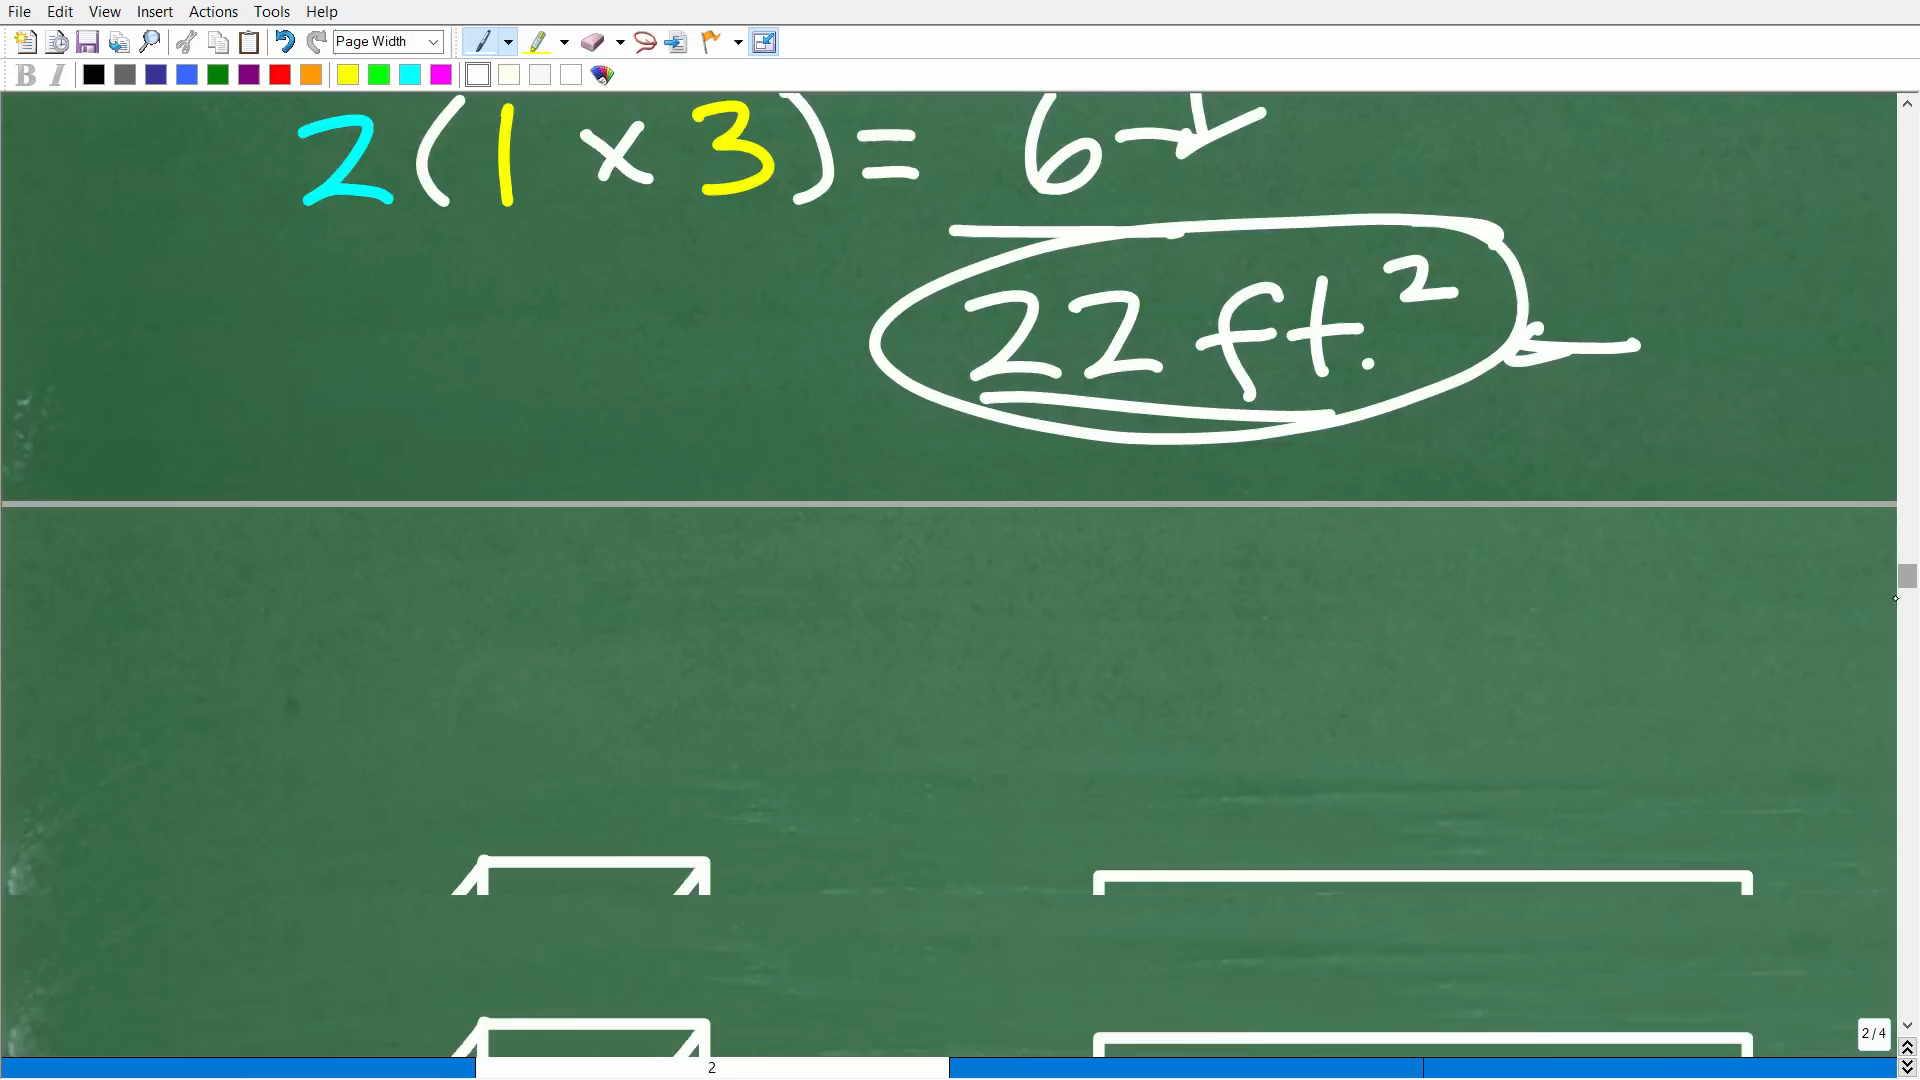 File Edit View Insert Actions Tools Help
Page Width
B I
2(1 x 3) = 6
22 ft.²
2 / 4
2